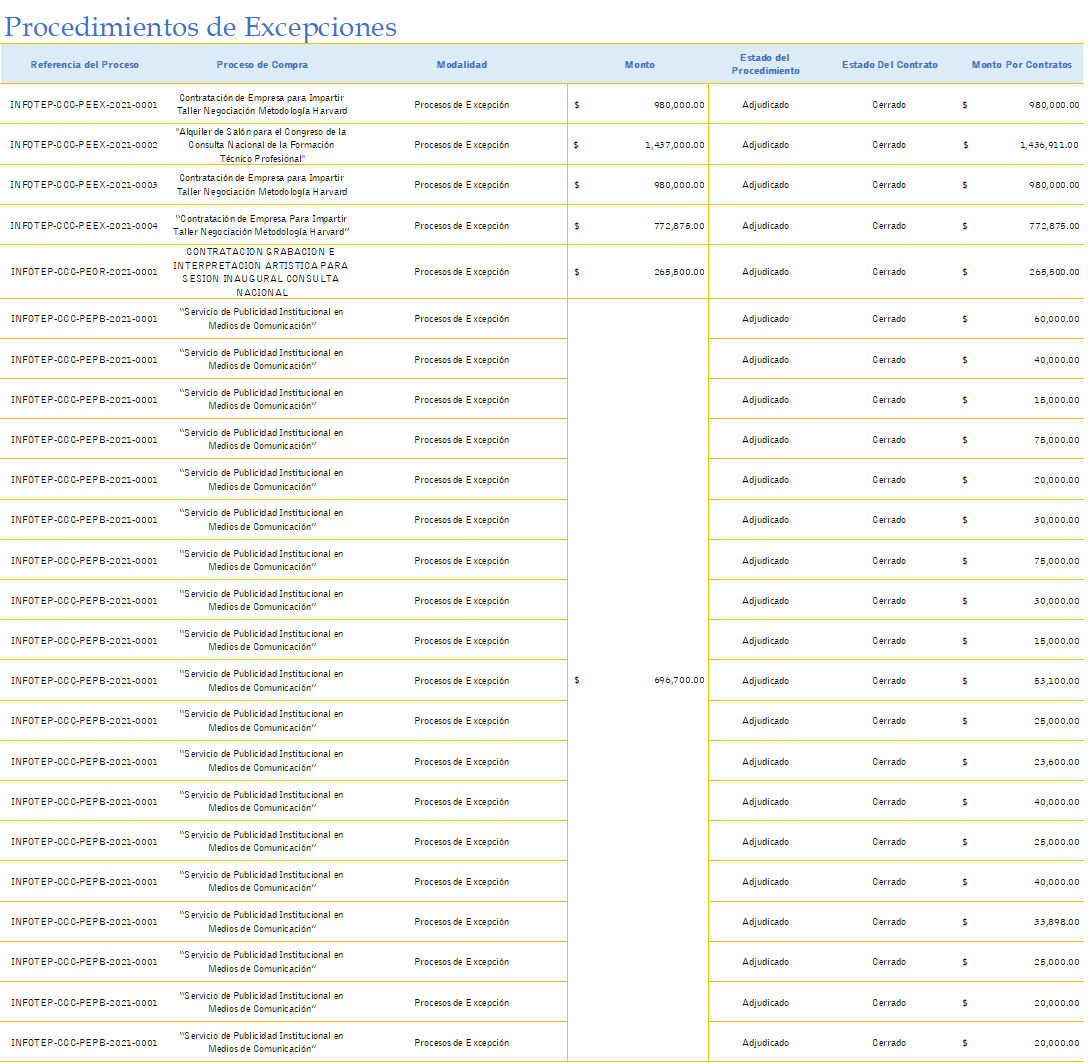 Procedimientos de Excepciones
Referencia del Proceso Proceso de Compra Modalidad Monto Estado del Procedimiento Estado Del Contrato Monto Por Contratos
INFOTEP-CCC-PEEX-2021-0001 Contratación de Empresa para Impartir Taller Negociación Metodología Harvard Procesos de Excepción $ 980,000.00 Adjudicado Cerrado $ 980,000.00
INFOTEP-CCC-PEEX-2021-0002 "Alquiler de Salón para el Congreso de la Consulta Nacional de la Formación Técnico Profesional" Procesos de Excepción $ 1,437,000.00 Adjudicado Cerrado $ 1,436,911.00
INFOTEP-CCC-PEEX-2021-0003 Contratación de Empresa para Impartir Taller Negociación Metodología Harvard Procesos de Excepción $ 980,000.00 Adjudicado Cerrado $ 980,000.00
INFOTEP-CCC-PEEX-2021-0004 “Contratación de Empresa Para Impartir Taller Negociación Metodología Harvard” Procesos de Excepción $ 772,875.00 Adjudicado Cerrado $ 772,875.00
INFOTEP-CCC-PEOR-2021-0001 CONTRATACION GRABACION E INTERPRETACION ARTISTICA PARA SESION INAUGURAL CONSULTA NACIONAL Procesos de Excepción $ 265,500.00 Adjudicado Cerrado $ 265,500.00
INFOTEP-CCC-PEPB-2021-0001 “Servicio de Publicidad Institucional en Medios de Comunicación” Procesos de Excepción Adjudicado Cerrado $ 60,000.00
INFOTEP-CCC-PEPB-2021-0001 “Servicio de Publicidad Institucional en Medios de Comunicación” Procesos de Excepción Adjudicado Cerrado $ 40,000.00
INFOTEP-CCC-PEPB-2021-0001 “Servicio de Publicidad Institucional en Medios de Comunicación” Procesos de Excepción Adjudicado Cerrado $ 15,000.00
INFOTEP-CCC-PEPB-2021-0001 “Servicio de Publicidad Institucional en Medios de Comunicación” Procesos de Excepción Adjudicado Cerrado $ 75,000.00
INFOTEP-CCC-PEPB-2021-0001 “Servicio de Publicidad Institucional en Medios de Comunicación” Procesos de Excepción Adjudicado Cerrado $ 20,000.00
INFOTEP-CCC-PEPB-2021-0001 “Servicio de Publicidad Institucional en Medios de Comunicación” Procesos de Excepción Adjudicado Cerrado $ 30,000.00
INFOTEP-CCC-PEPB-2021-0001 “Servicio de Publicidad Institucional en Medios de Comunicación” Procesos de Excepción Adjudicado Cerrado $ 75,000.00
INFOTEP-CCC-PEPB-2021-0001 “Servicio de Publicidad Institucional en Medios de Comunicación” Procesos de Excepción Adjudicado Cerrado $ 30,000.00
INFOTEP-CCC-PEPB-2021-0001 “Servicio de Publicidad Institucional en Medios de Comunicación” Procesos de Excepción Adjudicado Cerrado $ 15,000.00
INFOTEP-CCC-PEPB-2021-0001 “Servicio de Publicidad Institucional en Medios de Comunicación” Procesos de Excepción $ 696,700.00 Adjudicado Cerrado $ 53,100.00
INFOTEP-CCC-PEPB-2021-0001 “Servicio de Publicidad Institucional en Medios de Comunicación” Procesos de Excepción Adjudicado Cerrado $ 25,000.00
INFOTEP-CCC-PEPB-2021-0001 “Servicio de Publicidad Institucional en Medios de Comunicación” Procesos de Excepción Adjudicado Cerrado $ 23,600.00
INFOTEP-CCC-PEPB-2021-0001 “Servicio de Publicidad Institucional en Medios de Comunicación” Procesos de Excepción Adjudicado Cerrado $ 40,000.00
INFOTEP-CCC-PEPB-2021-0001 “Servicio de Publicidad Institucional en Medios de Comunicación” Procesos de Excepción Adjudicado Cerrado $ 25,000.00
INFOTEP-CCC-PEPB-2021-0001 “Servicio de Publicidad Institucional en Medios de Comunicación” Procesos de Excepción Adjudicado Cerrado $ 40,000.00
INFOTEP-CCC-PEPB-2021-0001 “Servicio de Publicidad Institucional en Medios de Comunicación” Procesos de Excepción Adjudicado Cerrado $ 33,898.00
INFOTEP-CCC-PEPB-2021-0001 “Servicio de Publicidad Institucional en Medios de Comunicación” Procesos de Excepción Adjudicado Cerrado $ 25,000.00
INFOTEP-CCC-PEPB-2021-0001 “Servicio de Publicidad Institucional en Medios de Comunicación” Procesos de Excepción Adjudicado Cerrado $ 20,000.00
INFOTEP-CCC-PEPB-2021-0001 “Servicio de Publicidad Institucional en Medios de Comunicación” Procesos de Excepción Adjudicado Cerrado $ 20,000.00